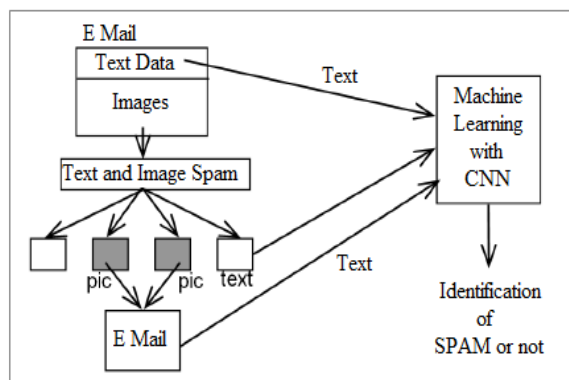 E Mail
Text Data
Images
Text
Machine
Learning
with
CNN
Text and Image Spam
pic
pic
text
Text
E Mail
Identification
of
SPAM or not